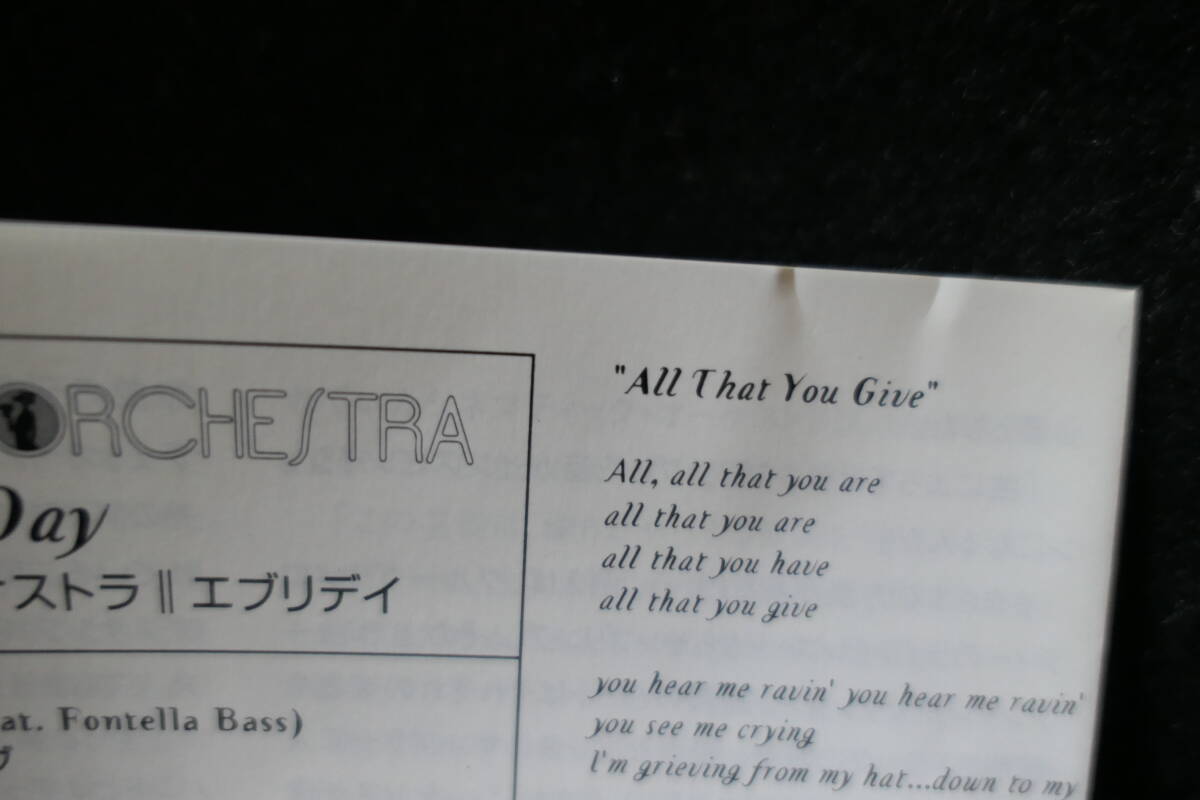 ORCHESTRA
Day
ケストラ || エブリデイ
at. Fontella Bass)
ヴ
"All That You Give"
All, all that you are
all that you are
all that you have
all that you give
you hear me ravin' you hear me ravin'
you see me crying
I'm grieving from my hat...down to my